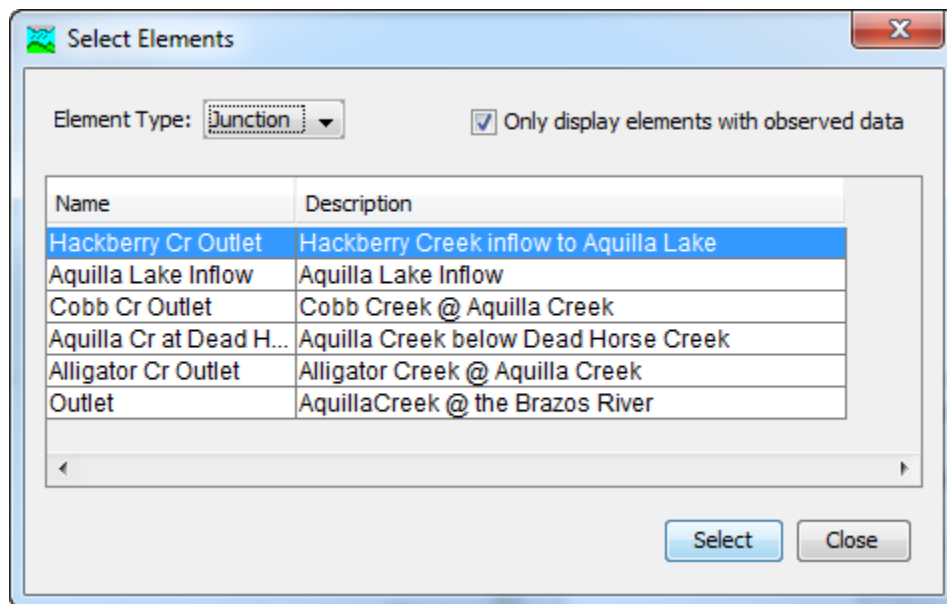 Select Elements
Element Type: Junction Only display elements with observed data
Name Description
Hackberry Cr Outlet Hackberry Creek inflow to Aquilla Lake
Aquilla Lake Inflow Aquilla Lake Inflow
Cobb Cr Outlet Cobb Creek @ Aquilla Creek
Aquilla Cr at Dead H... Aquilla Creek below Dead Horse Creek
Alligator Cr Outlet Alligator Creek @ Aquilla Creek
Outlet AquillaCreek @ the Brazos River
Select Close